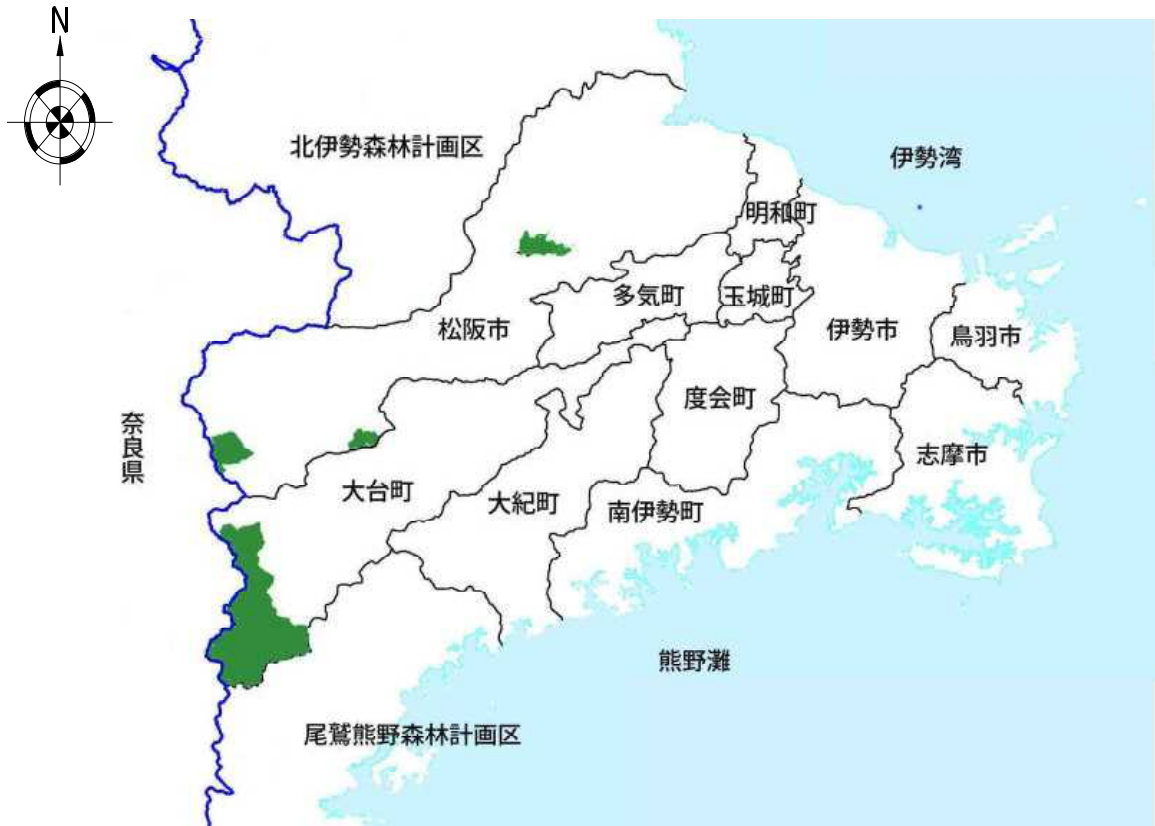 N
北伊勢森林計画区
伊勢湾
明和町
多気町
玉城町
松阪市
伊勢市
鳥羽市
度会町
奈良県
志摩市
大台町
大紀町
南伊勢町
熊野灘
尾鷲熊野森林計画区